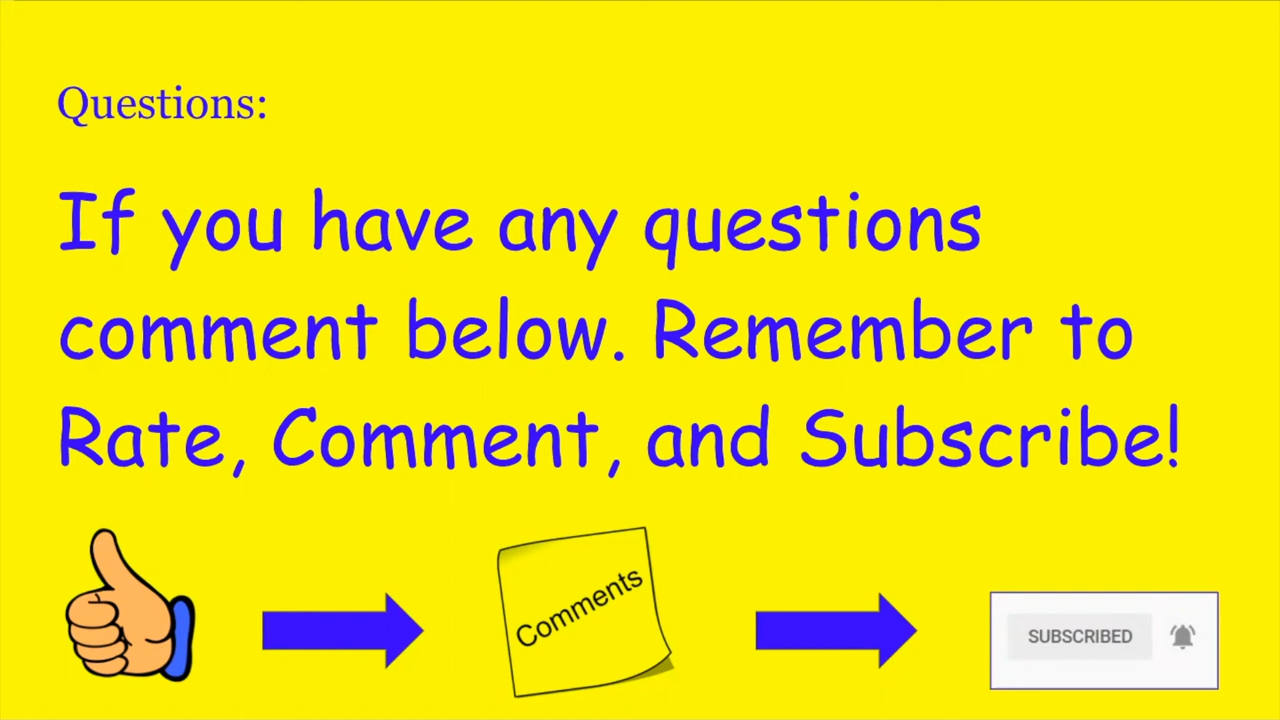 Questions:
If you have any questions
comment below. Remember to
Rate, Comment, and Subscribe!
Comments
SUBSCRIBED